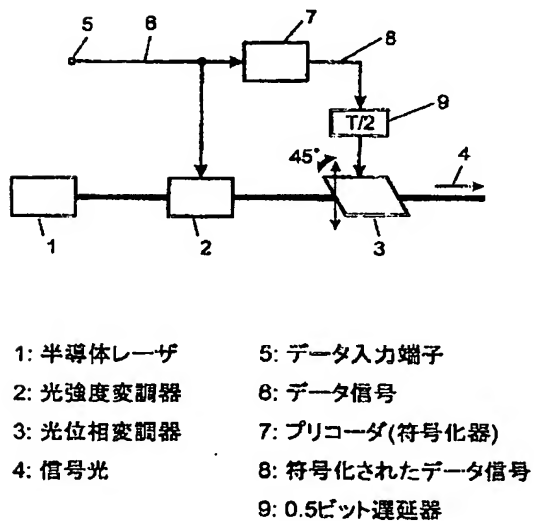 5
6
7
8
9
T/2
45°
4
1
2
3
1: 半導体レーザ
2: 光強度変調器
3: 光位相変調器
4: 信号光
5: データ入力端子
6: データ信号
7: プリコーダ(符号化器)
8: 符号化されたデータ信号
9: 0.5ビット遅延器